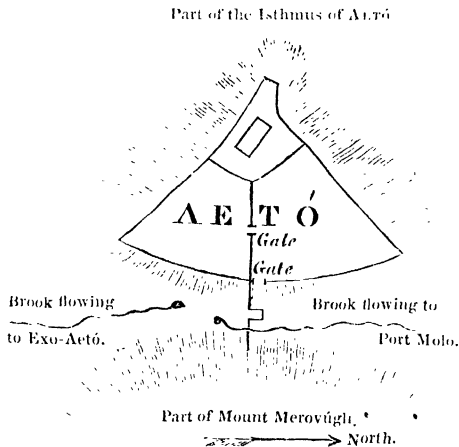 Part of the Isthmus of AETÓ
ΛΕΤÓ
Gate
Gate
Brook flowing
to Exo-Aetó.
Brook flowing to
Port Molo.
Part of Mount Merovúgli.
North.